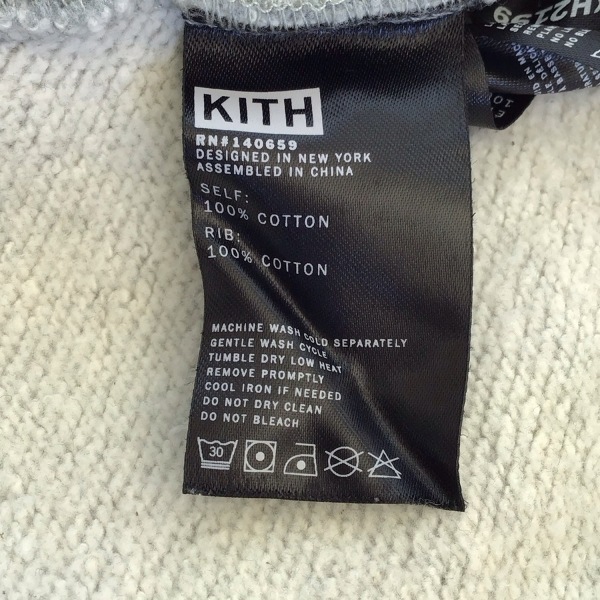 KITH
RN#140659
DESIGNED IN NEW YORK
ASSEMBLED IN CHINA
SELF:
100% COTTON
RIB:
100% COTTON
MACHINE WASH COLD SEPARATELY
GENTLE WASH CYCLE
TUMBLE DRY LOW HEAT
REMOVE PROMPTLY
COOL IRON IF NEEDED
DO NOT DRY CLEAN
DO NOT BLEACH
30